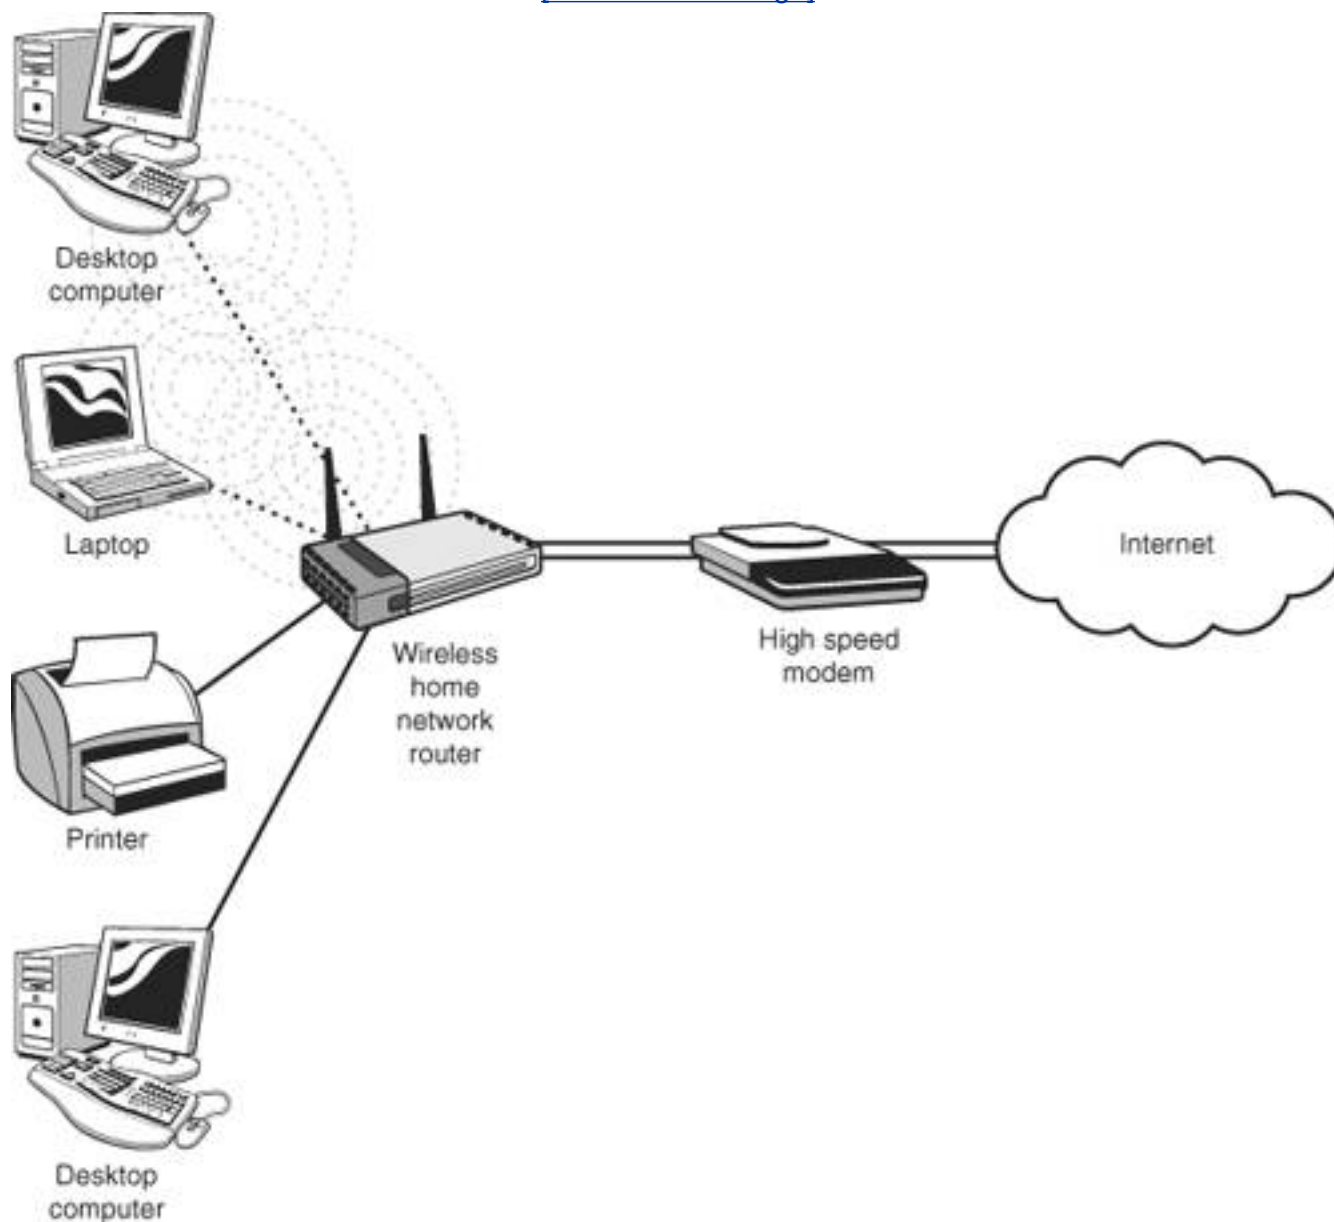 Desktop
computer
Laptop
Internet
High speed
modem
Wireless
home
network
router
Printer
Desktop
computer